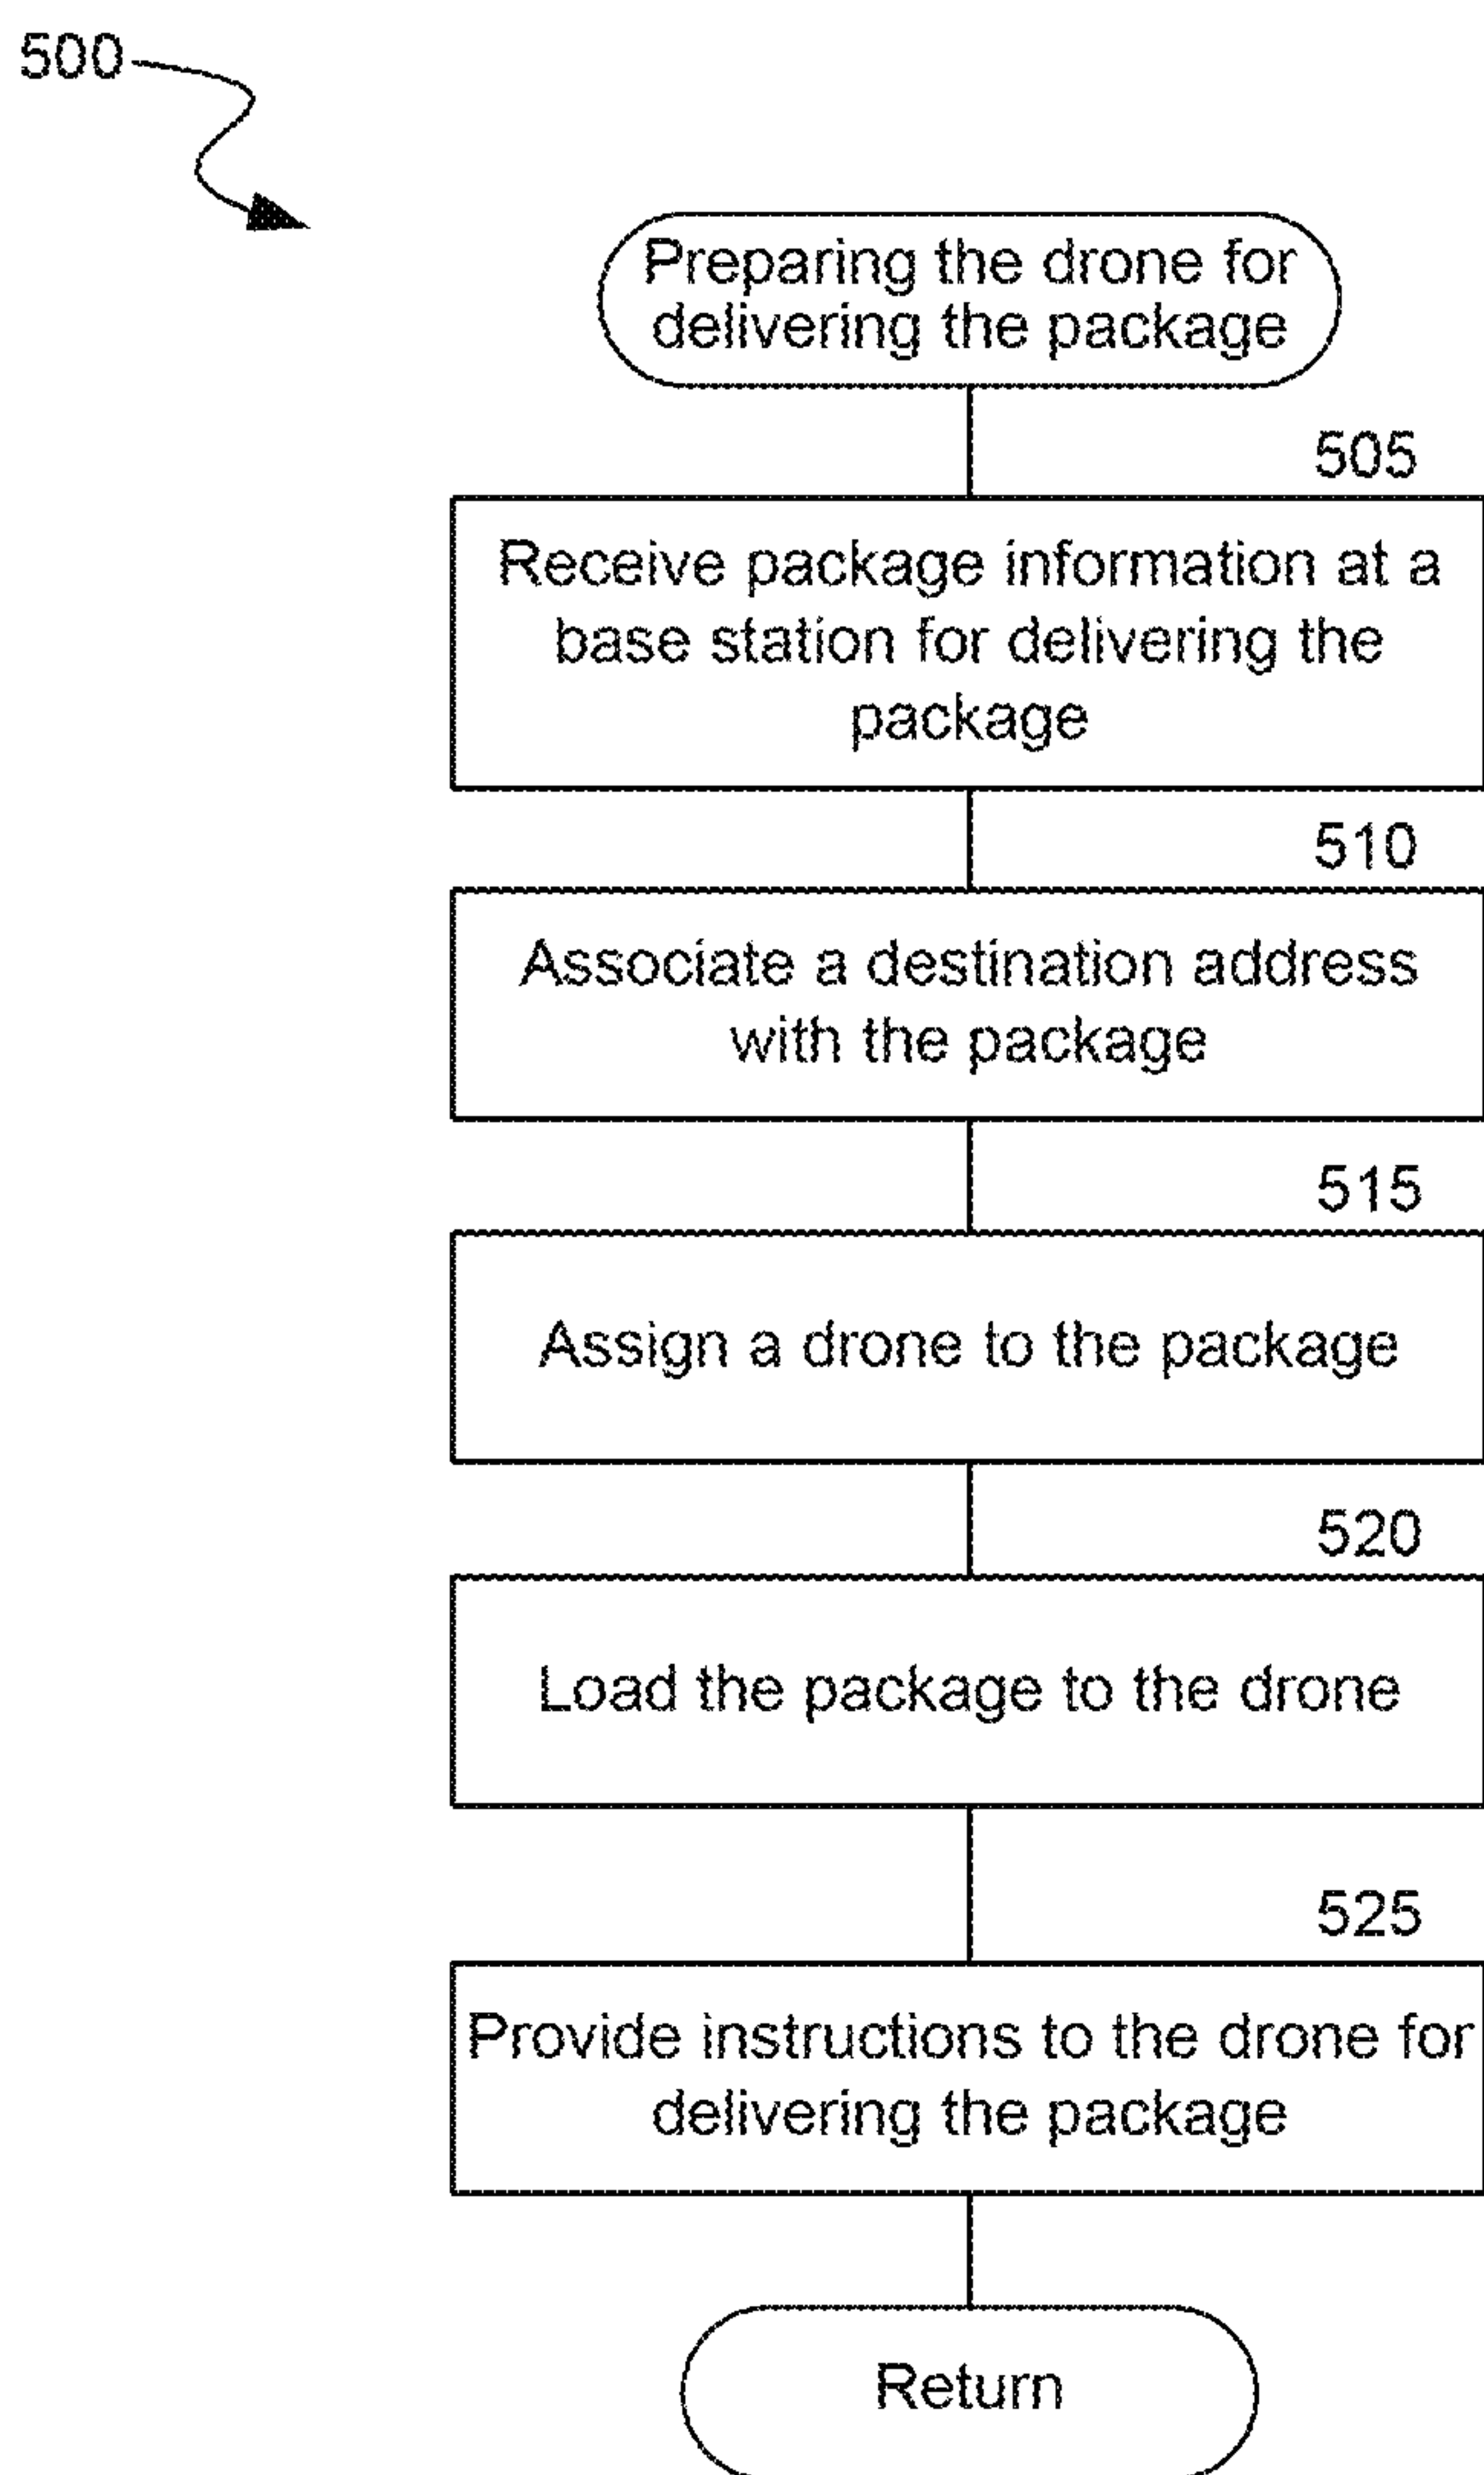 500
Preparing the drone for
delivering the package
505
Receive package information at a
base station for delivering the
package
510
Associate a destination address
with the package
515
Assign a drone to the package
520
Load the package to the drone
525
Provide instructions to the drone for
delivering the package
Return